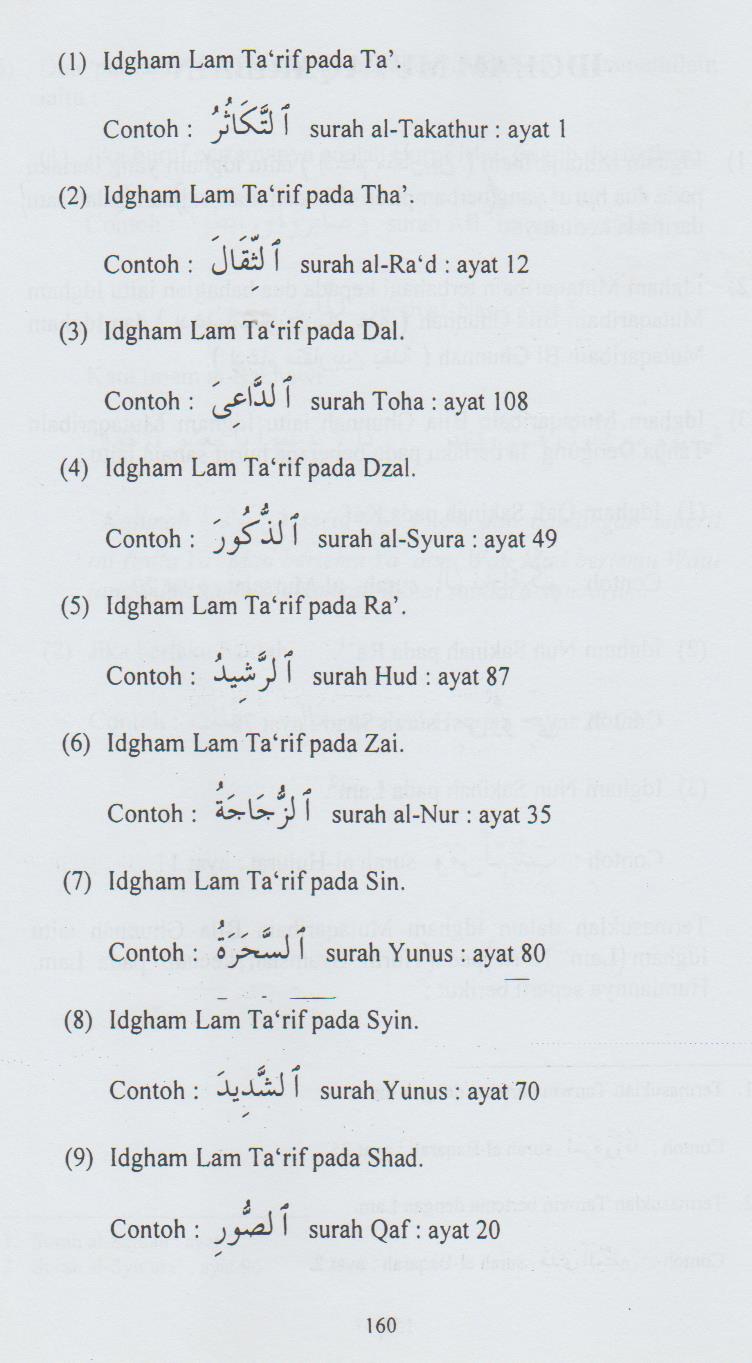 (1) Idgham Lam Ta‘rif pada Ta’.
Contoh : ٱلتَّكَاثُرُ surah al-Takathur : ayat 1
(2) Idgham Lam Ta‘rif pada Tha’.
Contoh : ٱلثِّقَالَ surah al-Ra‘d : ayat 12
(3) Idgham Lam Ta‘rif pada Dal.
Contoh : ٱلدَّاعِىَ surah Toha : ayat 108
(4) Idgham Lam Ta‘rif pada Dzal.
Contoh : ٱلذُّكُورَ surah al-Syura : ayat 49
(5) Idgham Lam Ta‘rif pada Ra’.
Contoh : ٱلرَّشِيدُ surah Hud : ayat 87
(6) Idgham Lam Ta‘rif pada Zai.
Contoh : ٱلزُّجَاجَةُ surah al-Nur : ayat 35
(7) Idgham Lam Ta‘rif pada Sin.
Contoh : ٱلسَّحَرَةُ surah Yunus : ayat 80
(8) Idgham Lam Ta‘rif pada Syin.
Contoh : ٱلشَّدِيدَ surah Yunus : ayat 70
(9) Idgham Lam Ta‘rif pada Shad.
Contoh : ٱلصُّورِ surah Qaf : ayat 20
160